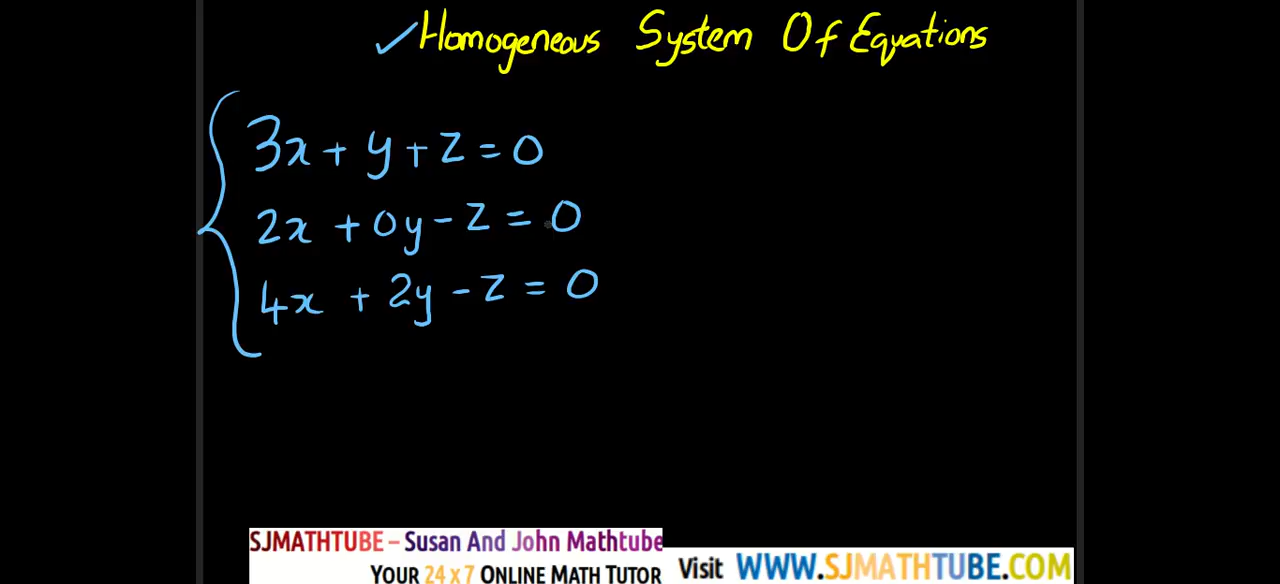 Homogeneous System Of Equations
3x + y + z = 0
2x + 0y - z = 0
4x + 2y - z = 0
SJMATHTUBE – Susan And John Mathtube
YOUR 24 x 7 ONLINE MATH TUTOR
Visit WWW.SJMATHTUBE.COM